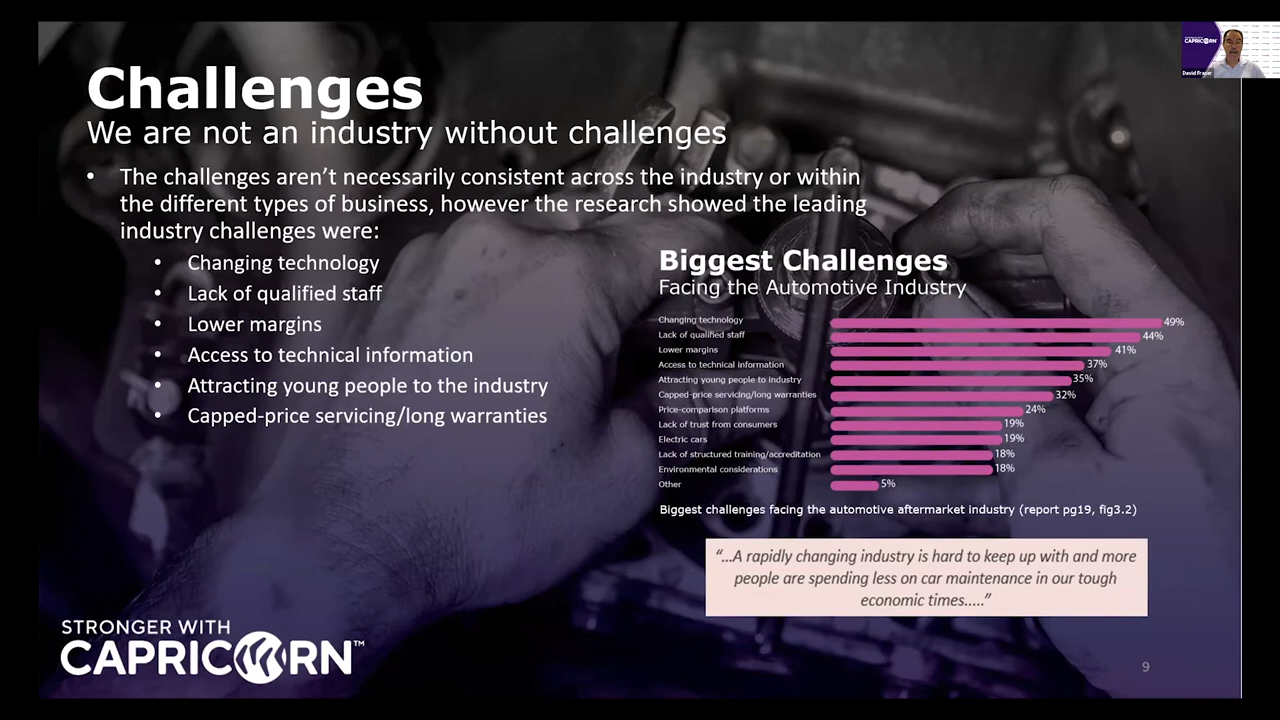 Challenges
We are not an industry without challenges
• The challenges aren’t necessarily consistent across the industry or within
the different types of business, however the research showed the leading
industry challenges were:
• Changing technology
• Lack of qualified staff
• Lower margins
• Access to technical information
• Attracting young people to the industry
• Capped-price servicing/long warranties
Biggest Challenges
Facing the Automotive Industry
Changing technology 49%
Lack of qualified staff 44%
Lower margins 41%
Access to technical information 37%
Attracting young people to industry 35%
Capped-price servicing/long warranties 32%
Price-comparison platforms 24%
Lack of trust from consumers 19%
Electric cars 19%
Lack of structured training/accreditation 18%
Environmental considerations 18%
Other 5%
Biggest challenges facing the automotive aftermarket industry (report pg19, fig3.2)
“...A rapidly changing industry is hard to keep up with and more
people are spending less on car maintenance in our tough
economic times.....”
STRONGER WITH
CAPRICORN™
9
CAPRICORN
David Fraser